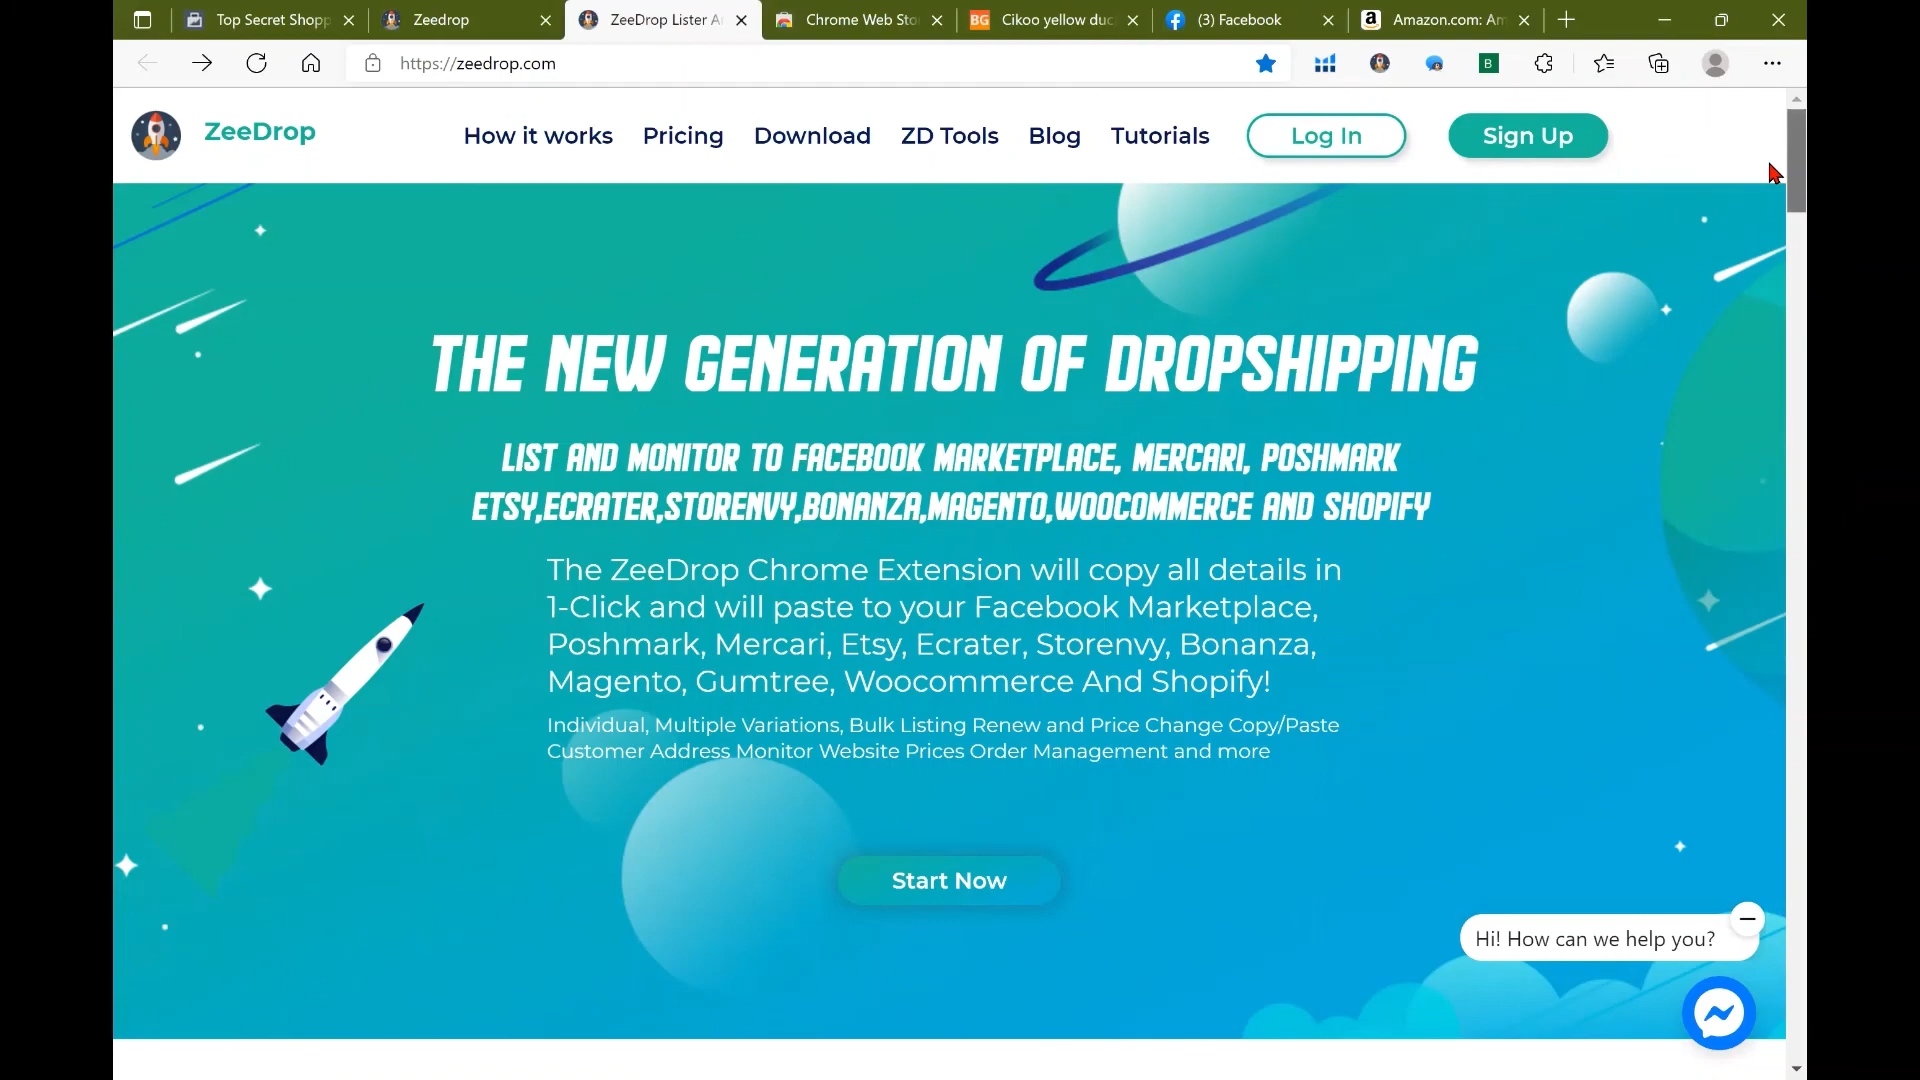 Top Secret Shopp
Zeedrop
ZeeDrop Lister A
Chrome Web Sto
BG
Cikoo yellow duc
(3) Facebook
Amazon.com: Am
https://zeedrop.com
B
ZeeDrop
How it works
Pricing
Download
ZD Tools
Blog
Tutorials
Log In
Sign Up
THE NEW GENERATION OF DROPSHIPPING
LIST AND MONITOR TO FACEBOOK MARKETPLACE, MERCARI, POSHMARK
ETSY,ECRATER,STORENVY,BONANZA,MAGENTO,WOOCOMMERCE AND SHOPIFY
The ZeeDrop Chrome Extension will copy all details in
1-Click and will paste to your Facebook Marketplace,
Poshmark, Mercari, Etsy, Ecrater, Storenvy, Bonanza,
Magento, Gumtree, Woocommerce And Shopify!
Individual, Multiple Variations, Bulk Listing Renew and Price Change Copy/Paste
Customer Address Monitor Website Prices Order Management and more
Start Now
Hi! How can we help you?